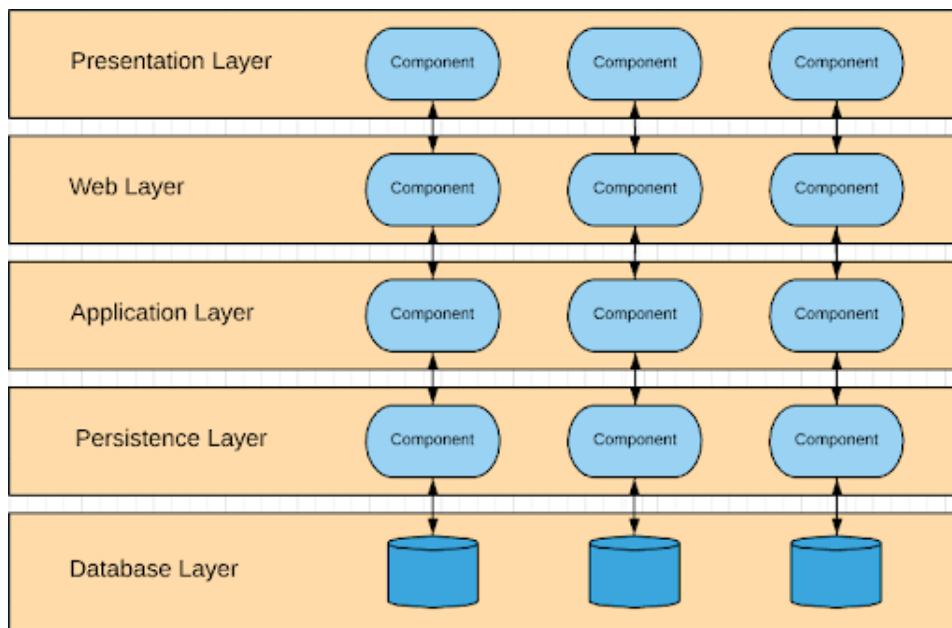 Presentation Layer
Component
Component
Component
Web Layer
Component
Component
Component
Application Layer
Component
Component
Component
Persistence Layer
Component
Component
Component
Database Layer